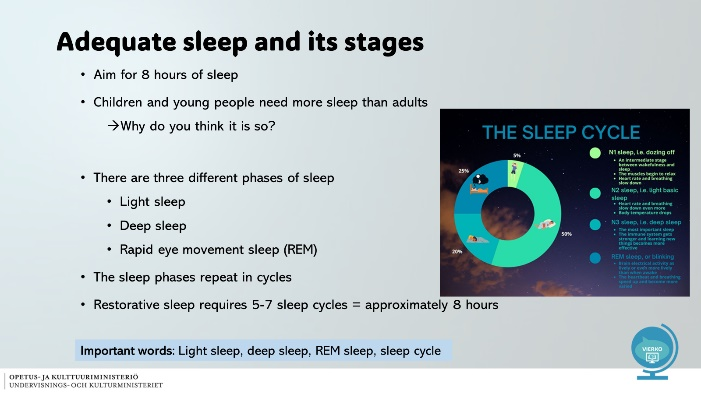 Adequate sleep and its stages
• Aim for 8 hours of sleep
• Children and young people need more sleep than adults
→Why do you think it is so?
• There are three different phases of sleep
• Light sleep
• Deep sleep
• Rapid eye movement sleep (REM)
• The sleep phases repeat in cycles
• Restorative sleep requires 5-7 sleep cycles = approximately 8 hours
Important words: Light sleep, deep sleep, REM sleep, sleep cycle
THE SLEEP CYCLE
5%
25%
50%
20%
N1 sleep, i.e. dozing off
• An intermediate stage
between wakefulness and
sleep
• The muscles begin to relax
• Heart rate and breathing
slow down
N2 sleep, i.e. light basic
sleep
• Heart rate and breathing
slow down even more
• Body temperature drops
N3 sleep, i.e. deep sleep
• The most important sleep
• The immune system gets
stronger and learning new
things becomes more
effective
REM sleep, or blinking
VIERKO
OPETUS- JA KULTTUURIMINISTERIÖ
UNDERVISNINGS- OCH KULTURMINISTERIET